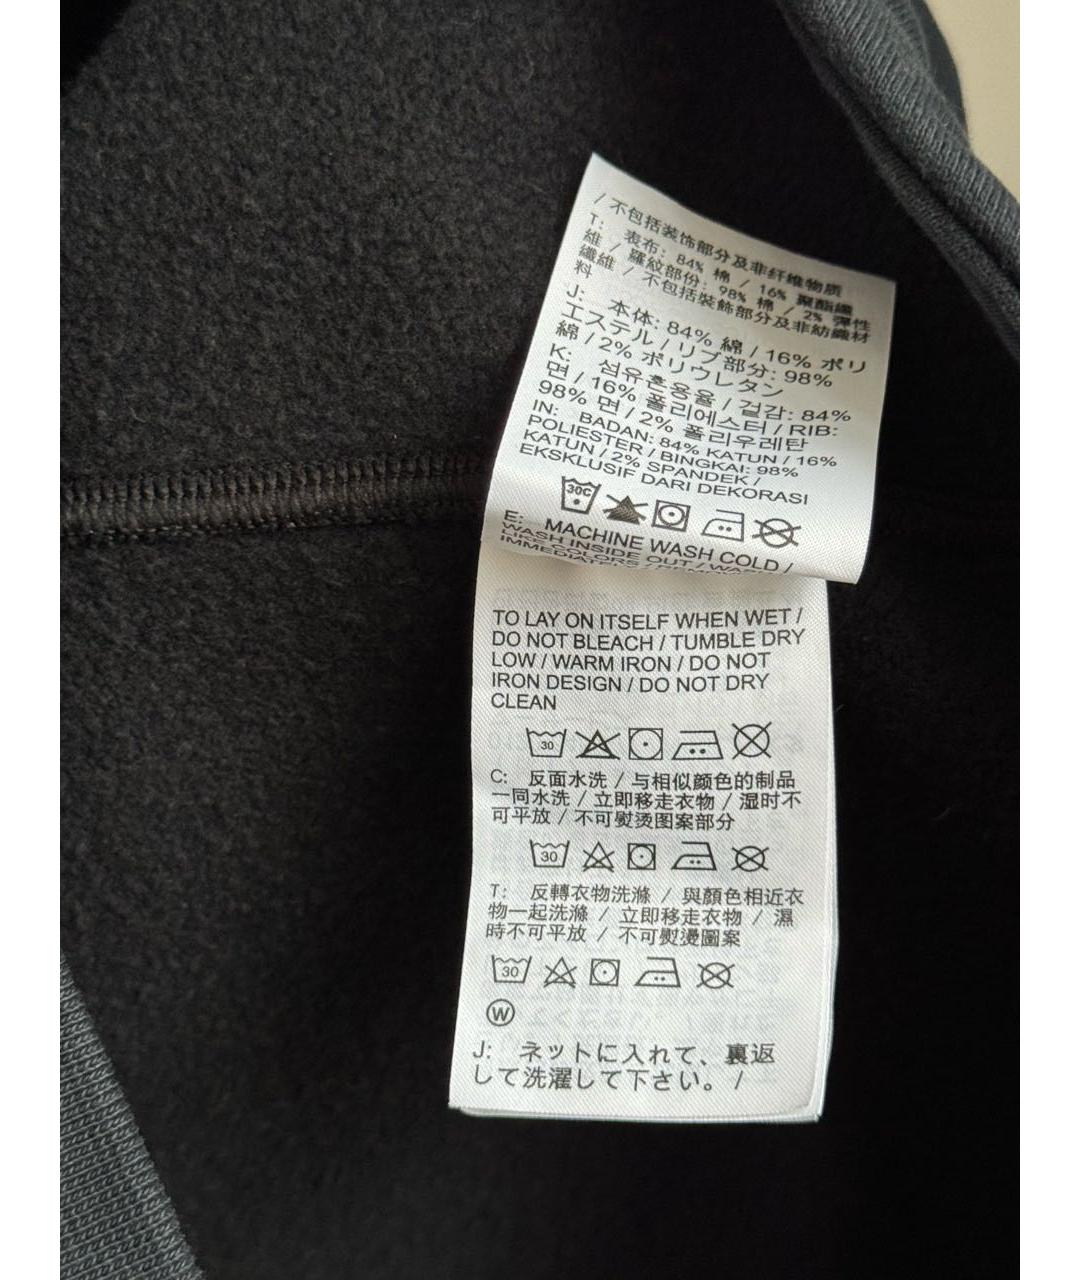 / 不包括装饰部分及非纤维物质
T: 表布: 84% 棉 / 16% 聚酯纖
維 / 羅紋部份: 98% 棉 / 2% 彈性
纖維 / 不包括裝飾部分及非紡織材
料
J: 本体: 84% 綿 / 16% ポリ
エステル / リブ部分: 98%
綿 / 2% ポリウレタン
K: 섬유혼용율 / 겉감: 84%
면 / 16% 폴리에스터 / RIB:
98% 면 / 2% 폴리우레탄
IN: BADAN: 84% KATUN / 16%
POLIESTER / BINGKAI: 98%
KATUN / 2% SPANDEK /
EKSKLUSIF DARI DEKORASI
30C
E: MACHINE WASH COLD /
WASH INSIDE OUT / WASH
LIKE COLORS /
IMMEDIATELY /
TO LAY ON ITSELF WHEN WET /
DO NOT BLEACH / TUMBLE DRY
LOW / WARM IRON / DO NOT
IRON DESIGN / DO NOT DRY
CLEAN
30
C: 反面水洗 / 与相似颜色的制品
一同水洗 / 立即移走衣物 / 湿时不
可平放 / 不可熨烫图案部分
30
T: 反轉衣物洗滌 / 與顏色相近衣
物一起洗滌 / 立即移走衣物 / 濕
時不可平放 / 不可熨燙圖案
30
W
J: ネットに入れて、裏返
して洗濯して下さい。 /